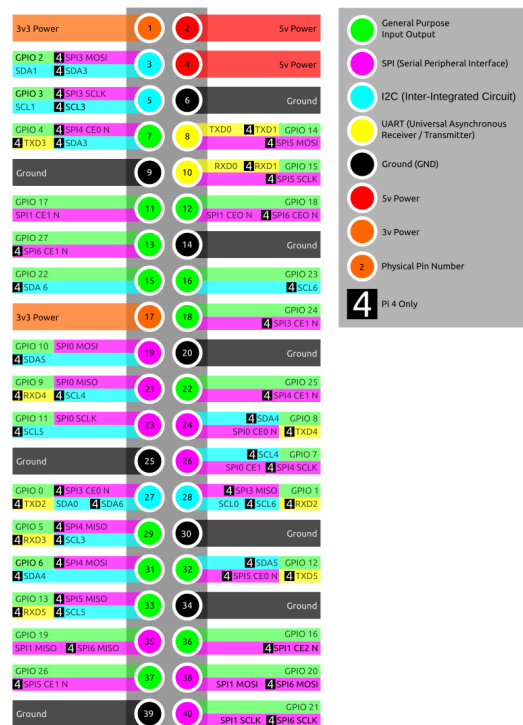 3v3 Power 1 2 5v Power
GPIO 2 4 SPI3 MOSI
SDA1 4 SDA3 3 4 5v Power
GPIO 3 4 SPI3 SCLK
SCL1 4 SCL3 5 6 Ground
GPIO 4 4 SPI4 CE0 N 7 8 TXD0 4 TXD1 GPIO 14
4 TXD3 4 SDA3 4 SPI5 MOSI
Ground 9 10 RXD0 4 RXD1 GPIO 15
4 SPI5 SCLK
GPIO 17 11 12 GPIO 18
SPI1 CE1 N SPI1 CEO N 4 SPI6 CEO N
GPIO 27 13 14 Ground
4 SPI6 CE1 N
GPIO 22 15 16 GPIO 23
4 SDA 6 4 SCL6
3v3 Power 17 18 GPIO 24
4 SPI3 CE1 N
GPIO 10 SPI0 MOSI 19 20 Ground
4 SDA5
GPIO 9 SPI0 MISO 21 22 GPIO 25
4 RXD4 4 SCL4 4 SPI4 CE1 N
GPIO 11 SPI0 SCLK 23 24 4 SDA4 GPIO 8
4 SCL5 SPI0 CE0 N 4 TXD4
Ground 25 26 4 SCL4 GPIO 7
SPI0 CE1 4 SPI4 SCLK
GPIO 0 4 SPI3 CE0 N 27 28 4 SPI3 MISO GPIO 1
4 TXD2 SDA0 4 SDA6 SCL0 4 SCL6 4 RXD2
GPIO 5 4 SPI4 MISO 29 30 Ground
4 RXD3 4 SCL3
GPIO 6 4 SPI4 MOSI 31 32 4 SDA5 GPIO 12
4 SDA4 4 SPI5 CE0 N 4 TXD5
GPIO 13 4 SPI5 MISO 33 34 Ground
4 RXD5 4 SCL5
GPIO 19 35 36 GPIO 16
SPI1 MISO 4 SPI6 MISO 4 SPI1 CE2 N
GPIO 26 37 38 GPIO 20
4 SPI5 CE1 N SPI1 MOSI 4 SPI6 MOSI
Ground 39 40 GPIO 21
SPI1 SCLK 4 SPI6 SCLK
General Purpose
Input Output
SPI (Serial Peripheral Interface)
I2C (Inter-Integrated Circuit)
UART (Universal Asynchronous
Receiver / Transmitter)
Ground (GND)
5v Power
3v Power
2 Physical Pin Number
4 Pi 4 Only